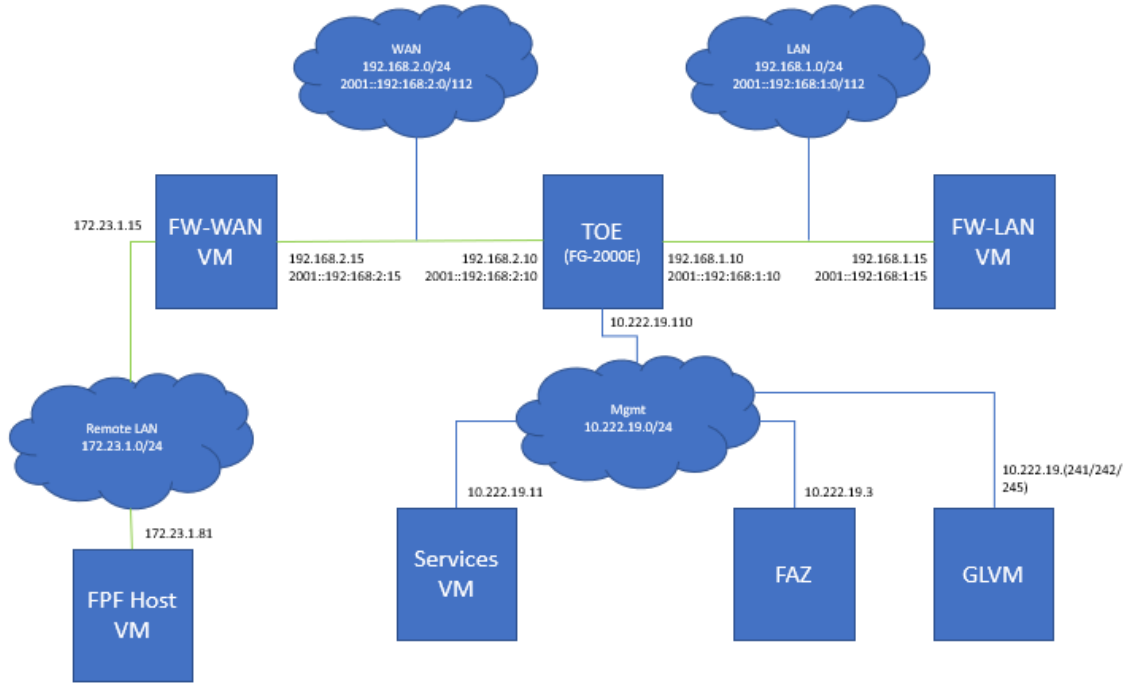 WAN
192.168.2.0/24
2001::192:168:2:0/112
LAN
192.168.1.0/24
2001::192:168:1:0/112
172.23.1.15
FW-WAN
VM
192.168.2.15
2001::192:168:2:15
192.168.2.10
2001::192:168:2:10
TOE
(FG-2000E)
192.168.1.10
2001::192:168:1:10
192.168.1.15
2001::192:168:1:15
FW-LAN
VM
10.222.19.110
Remote LAN
172.23.1.0/24
Mgmt
10.222.19.0/24
172.23.1.81
FPF Host
VM
10.222.19.11
Services
VM
10.222.19.3
FAZ
10.222.19.(241/242/
245)
GLVM